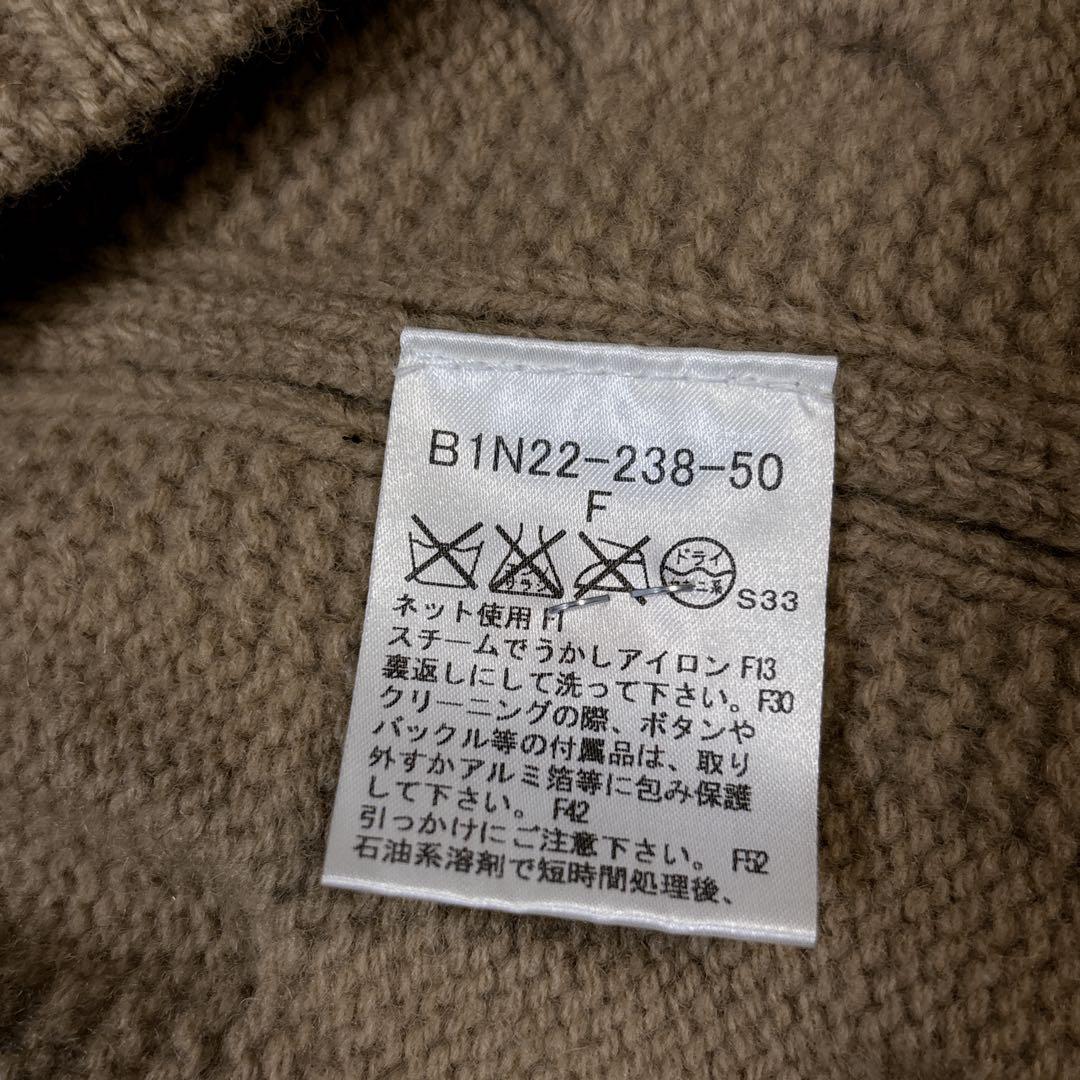 B1N22-238-50
F
ドライ
S33
ネット使用 F1
スチームでうかしアイロン F13
裏返しにして洗って下さい。F30
クリーニングの際、ボタンや
バックル等の付属品は、取り
外すかアルミ箔等に包み保護
して下さい。 F42
引っかけにご注意下さい。 F52
石油系溶剤で短時間処理後、